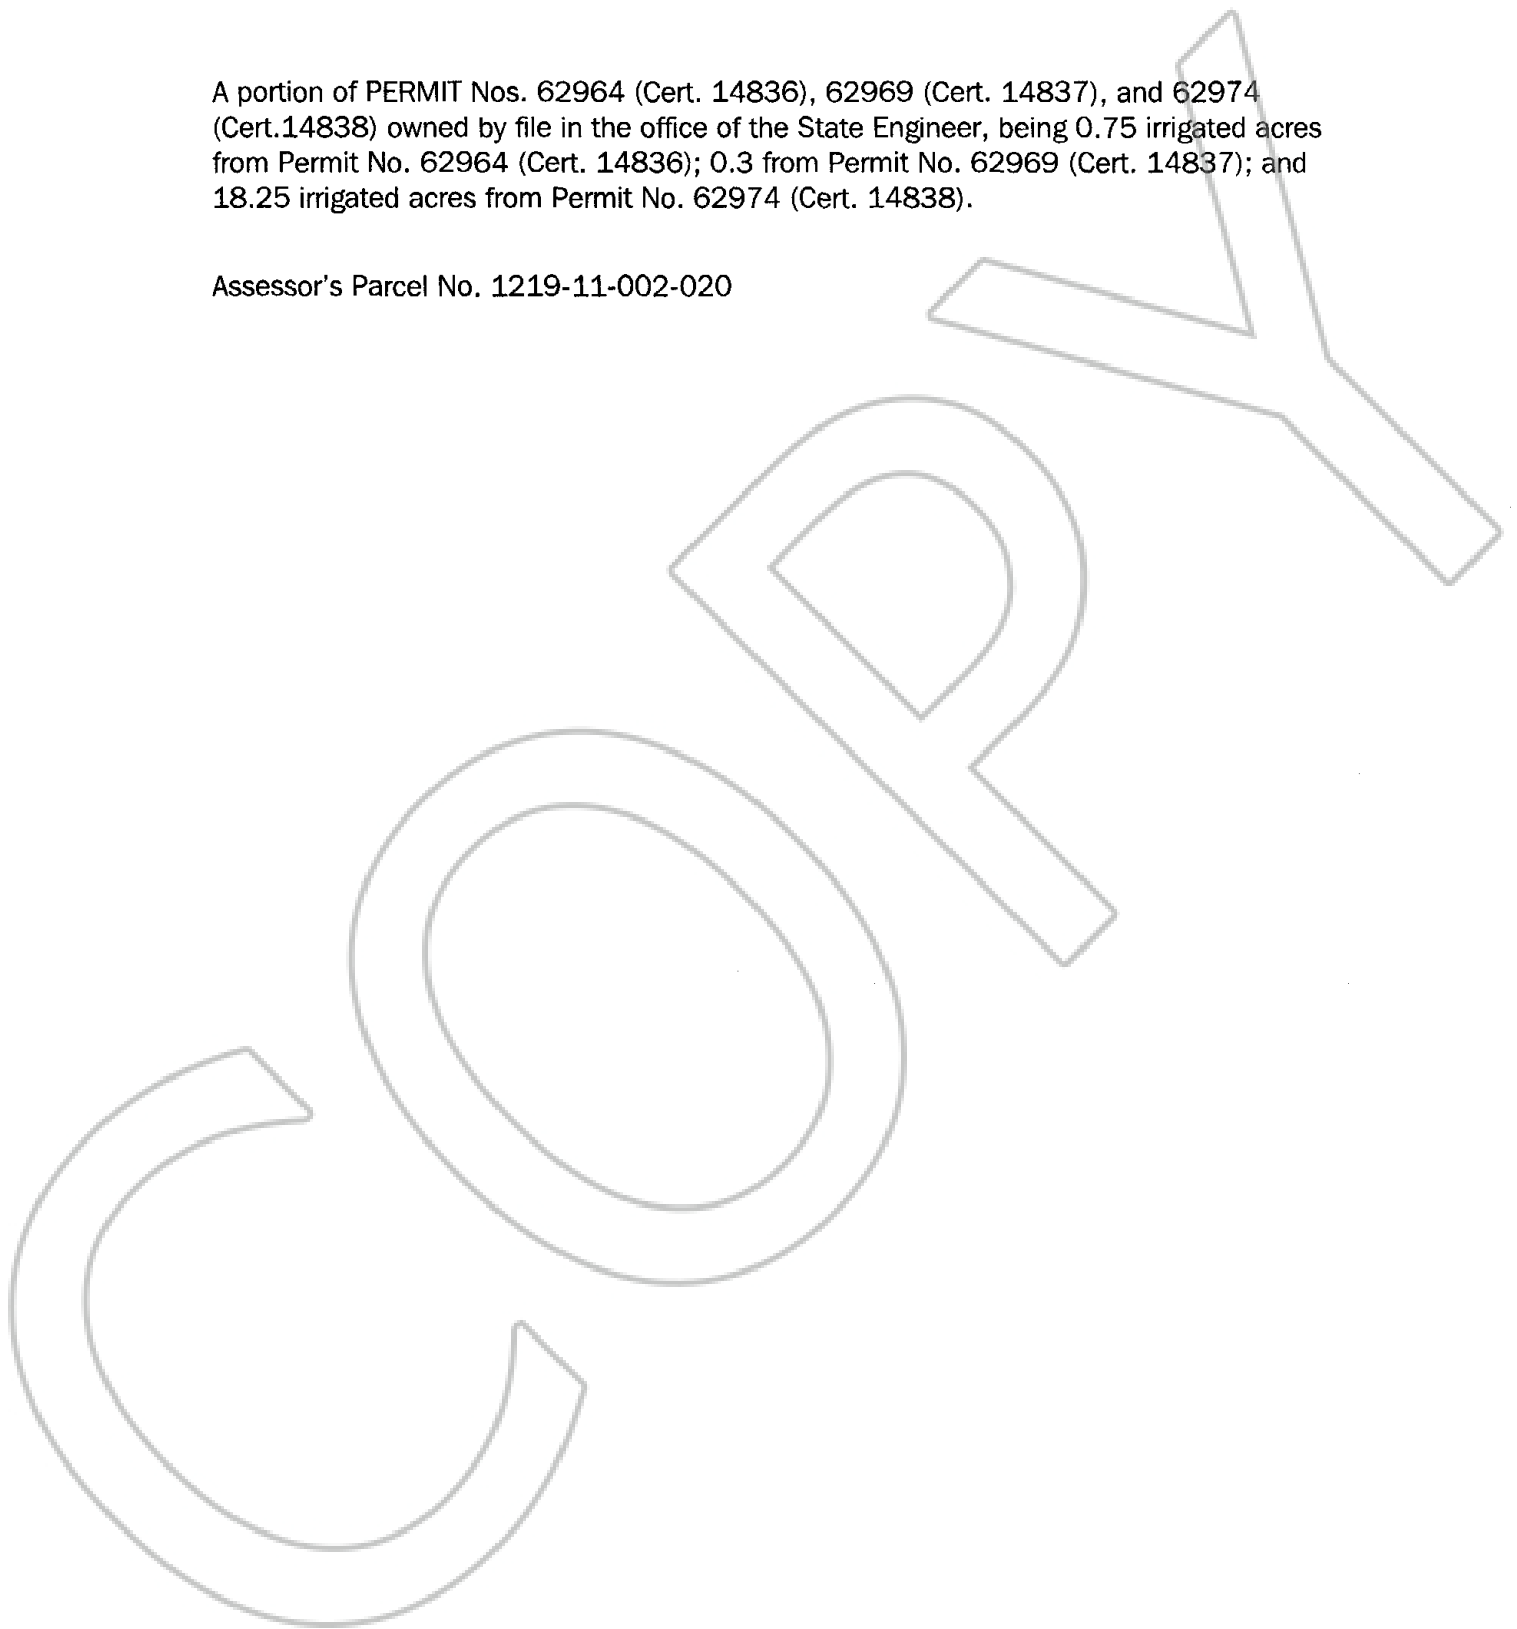 A portion of PERMIT Nos. 62964 (Cert. 14836), 62969 (Cert. 14837), and 62974
(Cert.14838) owned by file in the office of the State Engineer, being 0.75 irrigated acres
from Permit No. 62964 (Cert. 14836); 0.3 from Permit No. 62969 (Cert. 14837); and
18.25 irrigated acres from Permit No. 62974 (Cert. 14838).
Assessor's Parcel No. 1219-11-002-020
COPY